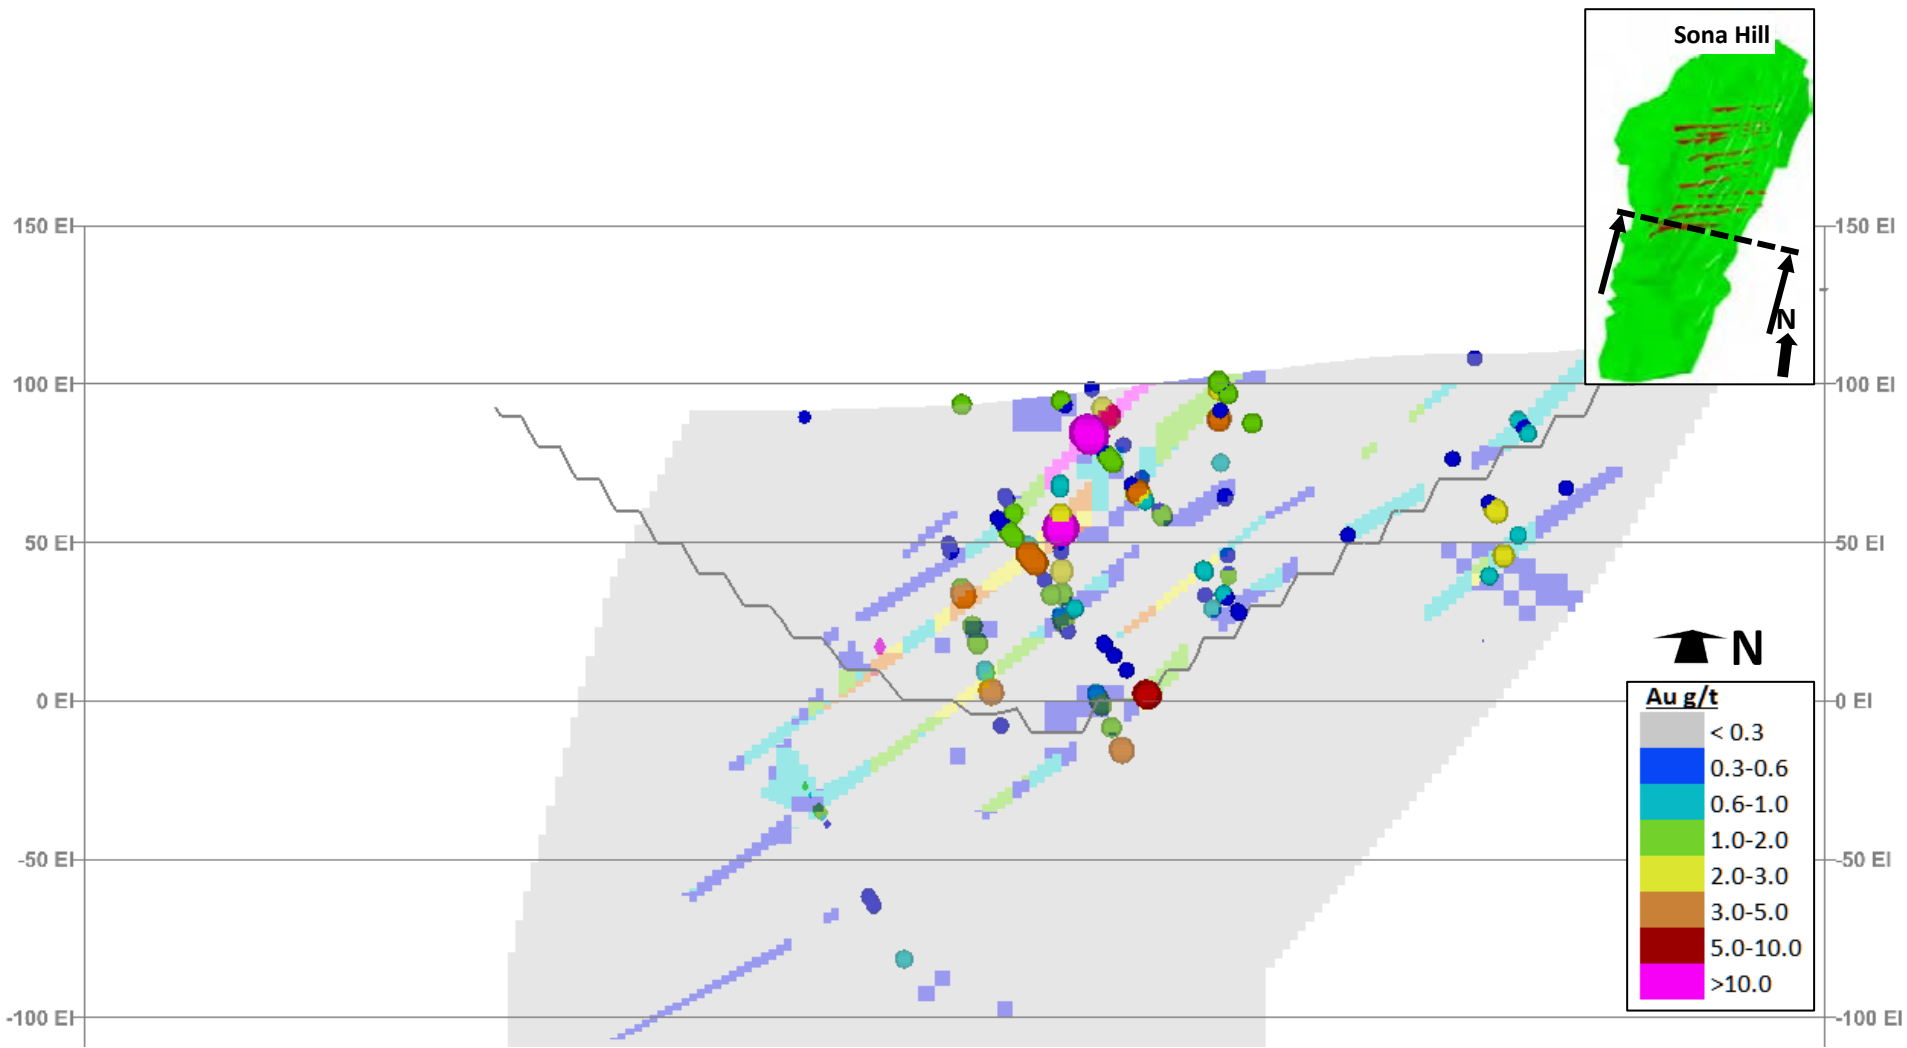 Sona Hill
N
150 El
150 El
100 El
100 El
50 El
50 El
0 El
0 El
-50 El
-50 El
-100 El
-100 El
N
Au g/t
< 0.3
0.3-0.6
0.6-1.0
1.0-2.0
2.0-3.0
3.0-5.0
5.0-10.0
>10.0